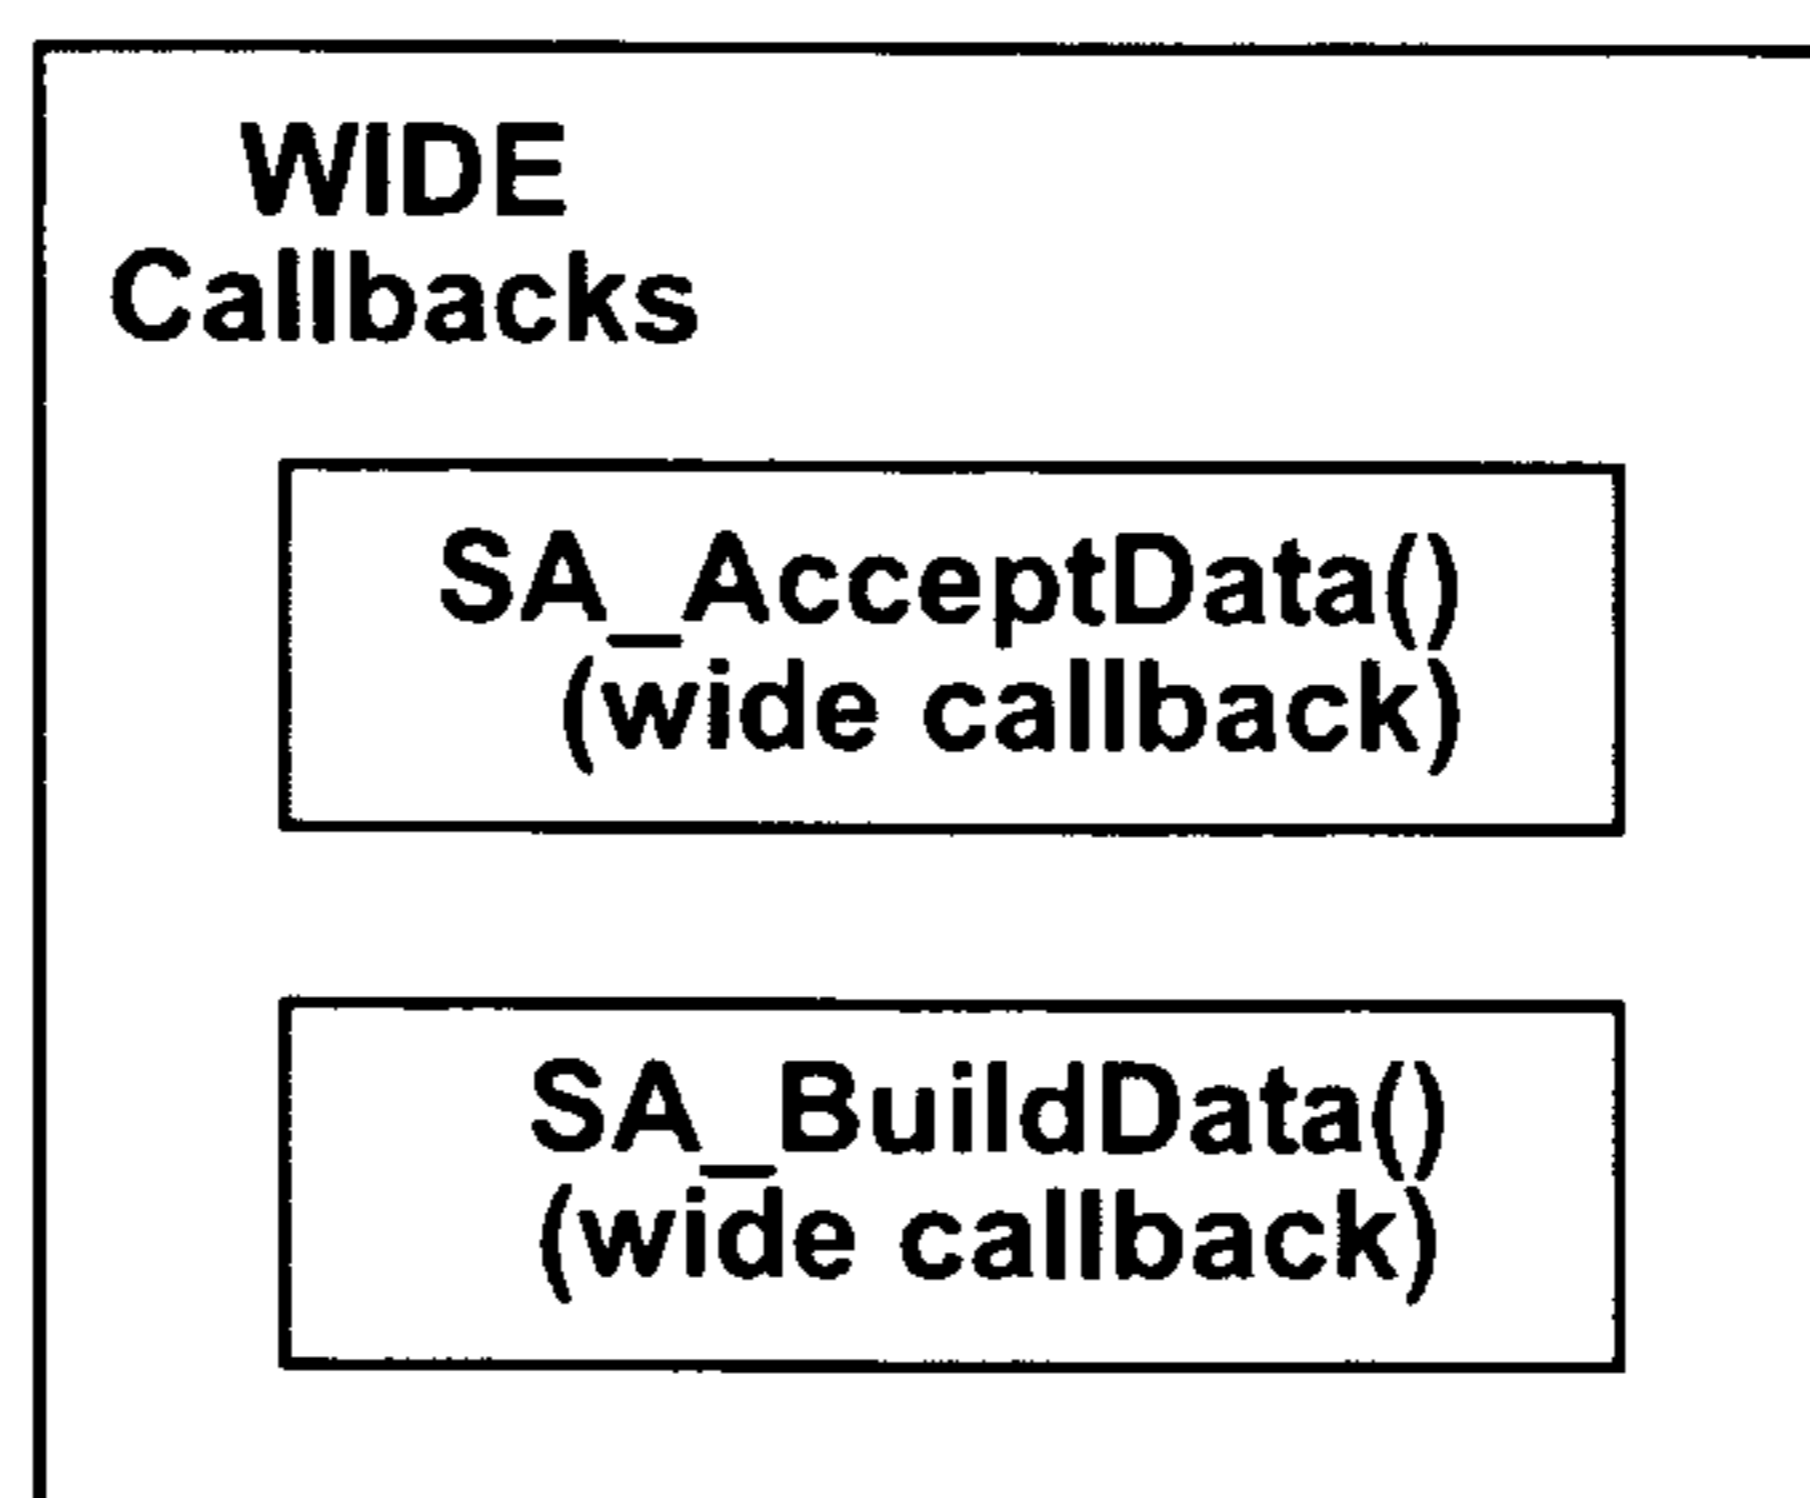 WIDE
Callbacks
SA_AcceptData()
(wide callback)
SA_BuildData()
(wide callback)